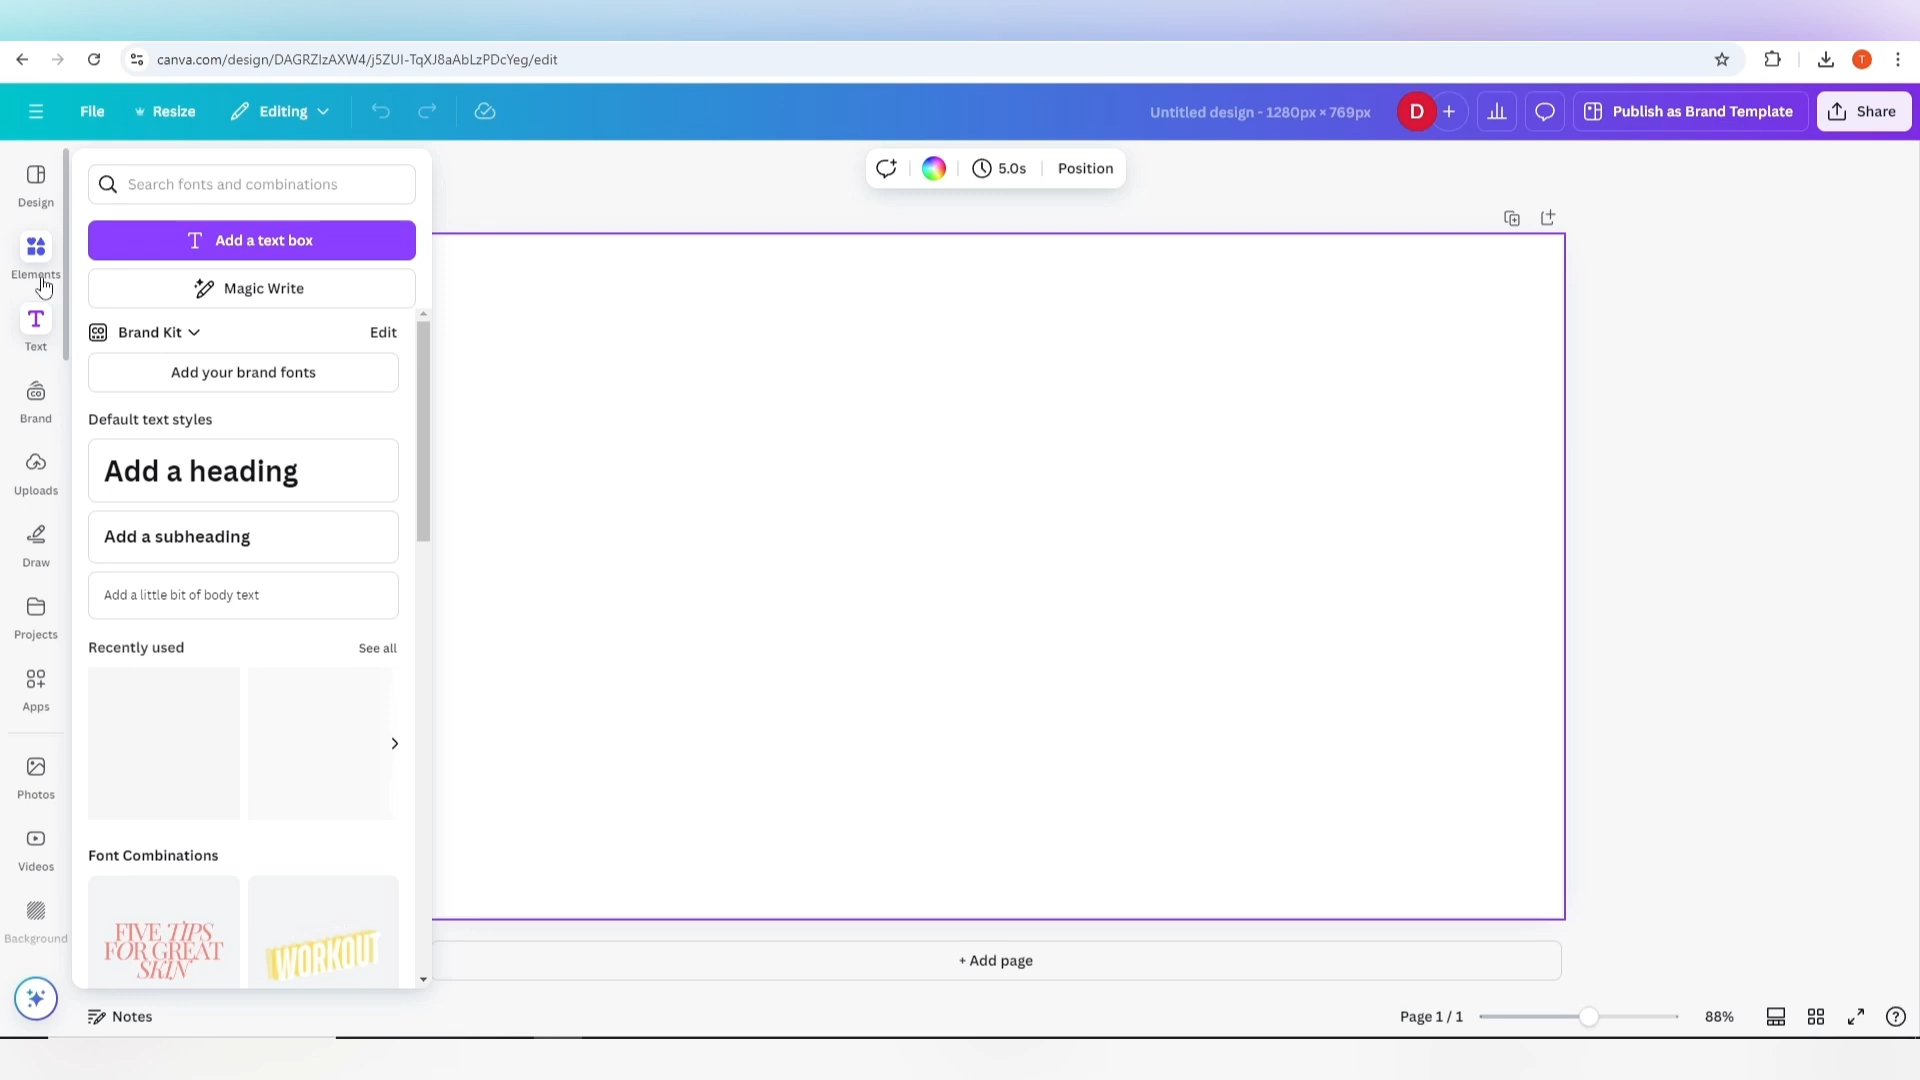 canva.com/design/DAGRZIzAXW4/j5ZUI-TqXJ8aAbLzPDcYeg/edit
T
File
Resize
Editing
Untitled design - 1280px × 769px
D
Publish as Brand Template
Share
Design
Elements
Text
Brand
Uploads
Draw
Projects
Apps
Photos
Videos
Background
Search fonts and combinations
Add a text box
Magic Write
Brand Kit
Edit
Add your brand fonts
Default text styles
Add a heading
Add a subheading
Add a little bit of body text
Recently used
See all
Font Combinations
FIVE TIPS
FOR GREAT
SKIN
WORKOUT
5.0s
Position
+ Add page
Notes
Page 1 / 1
88%